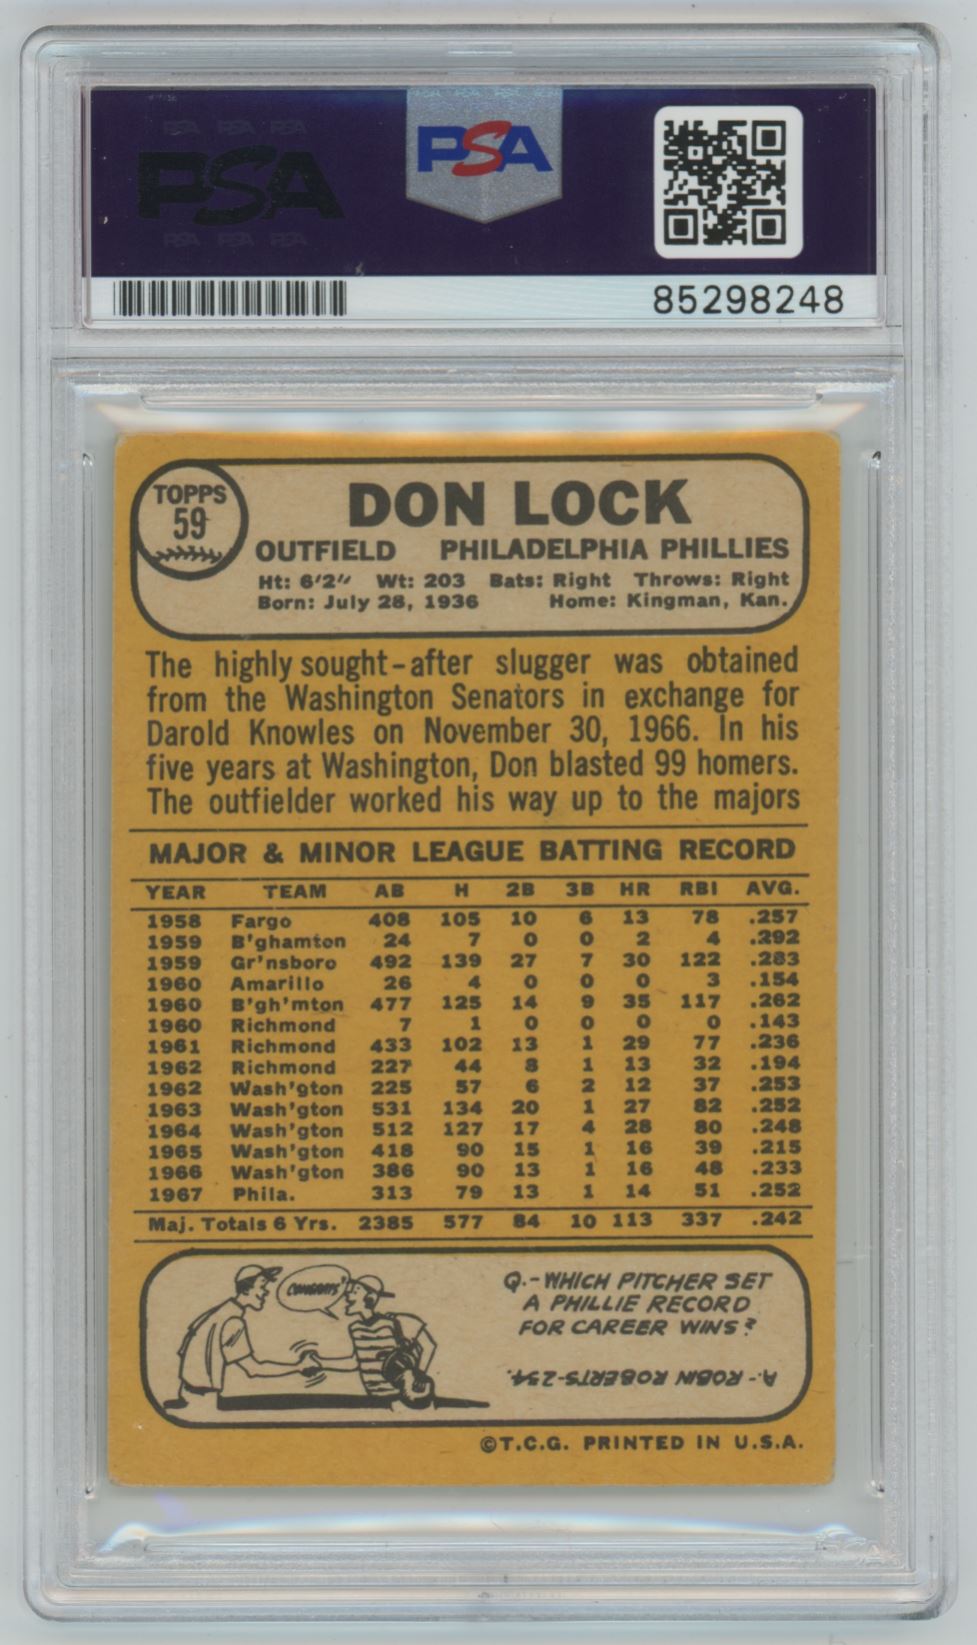 PSA PSA PSA
PSA
PSA PSA PSA
PSA
85298248
TOPPS
59
DON LOCK
OUTFIELD PHILADELPHIA PHILLIES
Ht: 6'2" Wt: 203 Bats: Right Throws: Right
Born: July 28, 1936 Home: Kingman, Kan.
The highly sought-after slugger was obtained
from the Washington Senators in exchange for
Darold Knowles on November 30, 1966. In his
five years at Washington, Don blasted 99 homers.
The outfielder worked his way up to the majors
MAJOR & MINOR LEAGUE BATTING RECORD
YEAR TEAM AB H 2B 3B HR RBI AVG.
1958 Fargo 408 105 10 6 13 78 .257
1959 B'ghamton 24 7 0 0 2 4 .292
1959 Gr'nsboro 492 139 27 7 30 122 .283
1960 Amarillo 26 4 0 0 0 3 .154
1960 B'gh'mton 477 125 14 9 35 117 .262
1960 Richmond 7 1 0 0 0 0 .143
1961 Richmond 433 102 13 1 29 77 .236
1962 Richmond 227 44 8 1 13 32 .194
1962 Wash'gton 225 57 6 2 12 37 .253
1963 Wash'gton 531 134 20 1 27 82 .252
1964 Wash'gton 512 127 17 4 28 80 .248
1965 Wash'gton 418 90 15 1 16 39 .215
1966 Wash'gton 386 90 13 1 16 48 .233
1967 Phila. 313 79 13 1 14 51 .252
Maj. Totals 6 Yrs. 2385 577 84 10 113 337 .242
CONGRATS
Q.-WHICH PITCHER SET
A PHILLIE RECORD
FOR CAREER WINS?
A.-ROBIN ROBERTS-234.
©T.C.G. PRINTED IN U.S.A.